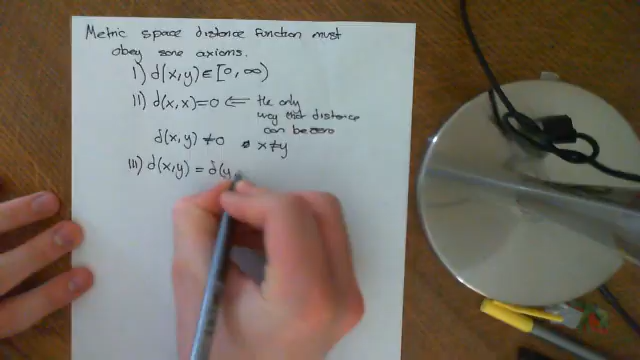 Metric space distance function must
obey some axioms.
I) d(x,y) ∈ [0, ∞)
II) d(x,x)=0 ⇐ the only
way that distance
can be zero
d(x,y) ≠0 x≠y
III) d(x,y) = d(y